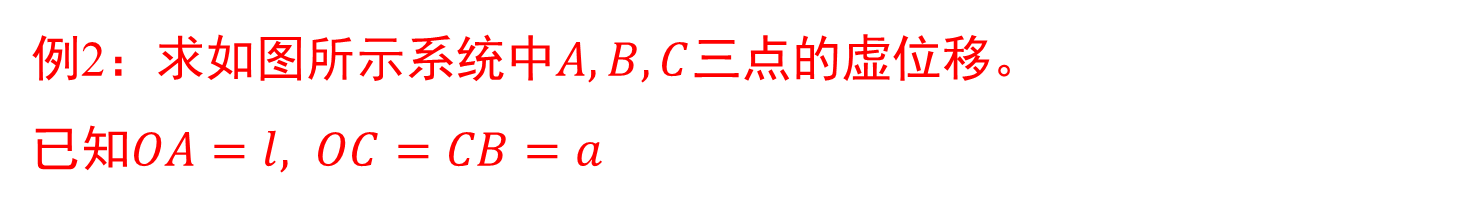 例2：求如图所示系统中A, B, C三点的虚位移。
已知OA = l, OC = CB = a